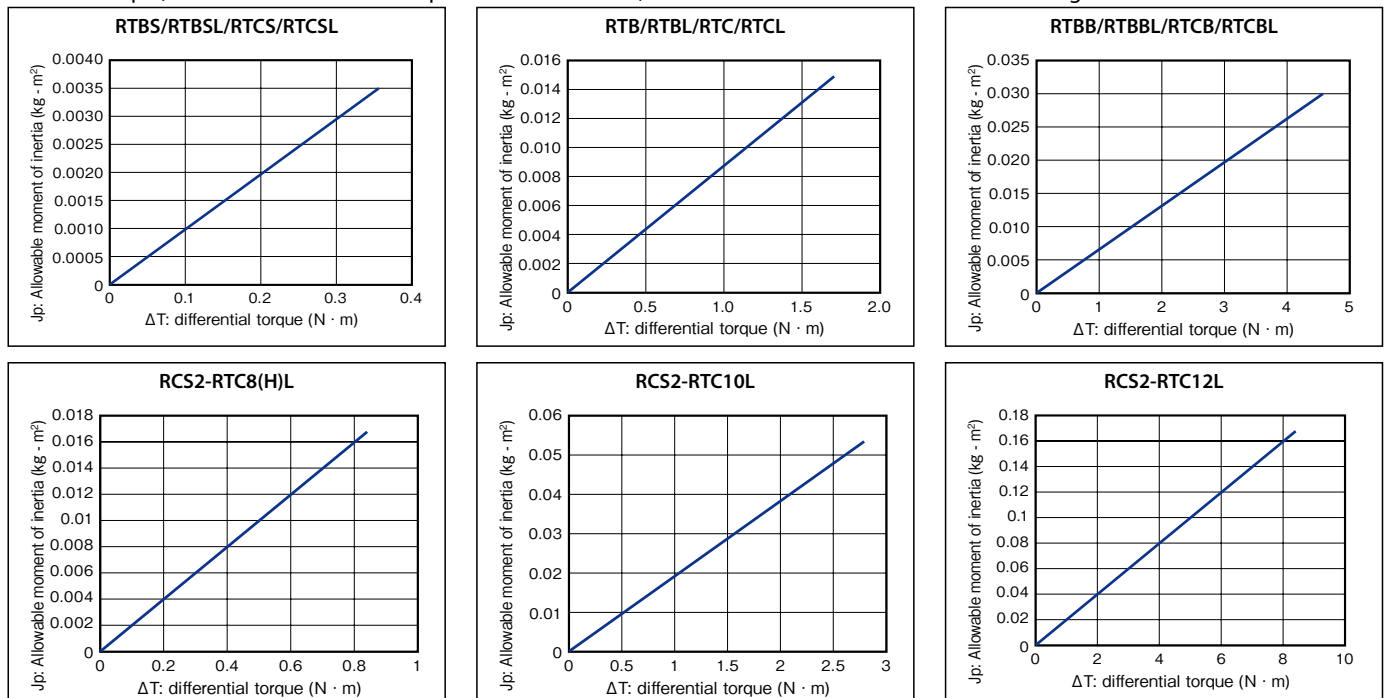 RTBS/RTBSL/RTCS/RTCSL
Jp: Allowable moment of inertia (kg - m²)
0.0040
0.0035
0.0030
0.0025
0.0020
0.0015
0.0010
0.0005
0
0 0.1 0.2 0.3 0.4
ΔT: differential torque (N · m)
RTB/RTBL/RTC/RTCL
Jp: Allowable moment of inertia (kg - m²)
0.016
0.014
0.012
0.010
0.008
0.006
0.004
0.002
0
0 0.5 1.0 1.5 2.0
ΔT: differential torque (N · m)
RTBB/RTBBL/RTCB/RTCBL
Jp: Allowable moment of inertia (kg - m²)
0.035
0.030
0.025
0.020
0.015
0.010
0.005
0
0 1 2 3 4 5
ΔT: differential torque (N · m)
RCS2-RTC8(H)L
Jp: Allowable moment of inertia (kg - m²)
0.018
0.016
0.014
0.012
0.01
0.008
0.006
0.004
0.002
0
0 0.2 0.4 0.6 0.8 1
ΔT: differential torque (N · m)
RCS2-RTC10L
Jp: Allowable moment of inertia (kg - m²)
0.06
0.05
0.04
0.03
0.02
0.01
0
0 0.5 1 1.5 2 2.5 3
ΔT: differential torque (N · m)
RCS2-RTC12L
Jp: Allowable moment of inertia (kg - m²)
0.18
0.16
0.14
0.12
0.1
0.08
0.06
0.04
0.02
0
0 2 4 6 8 10
ΔT: differential torque (N · m)